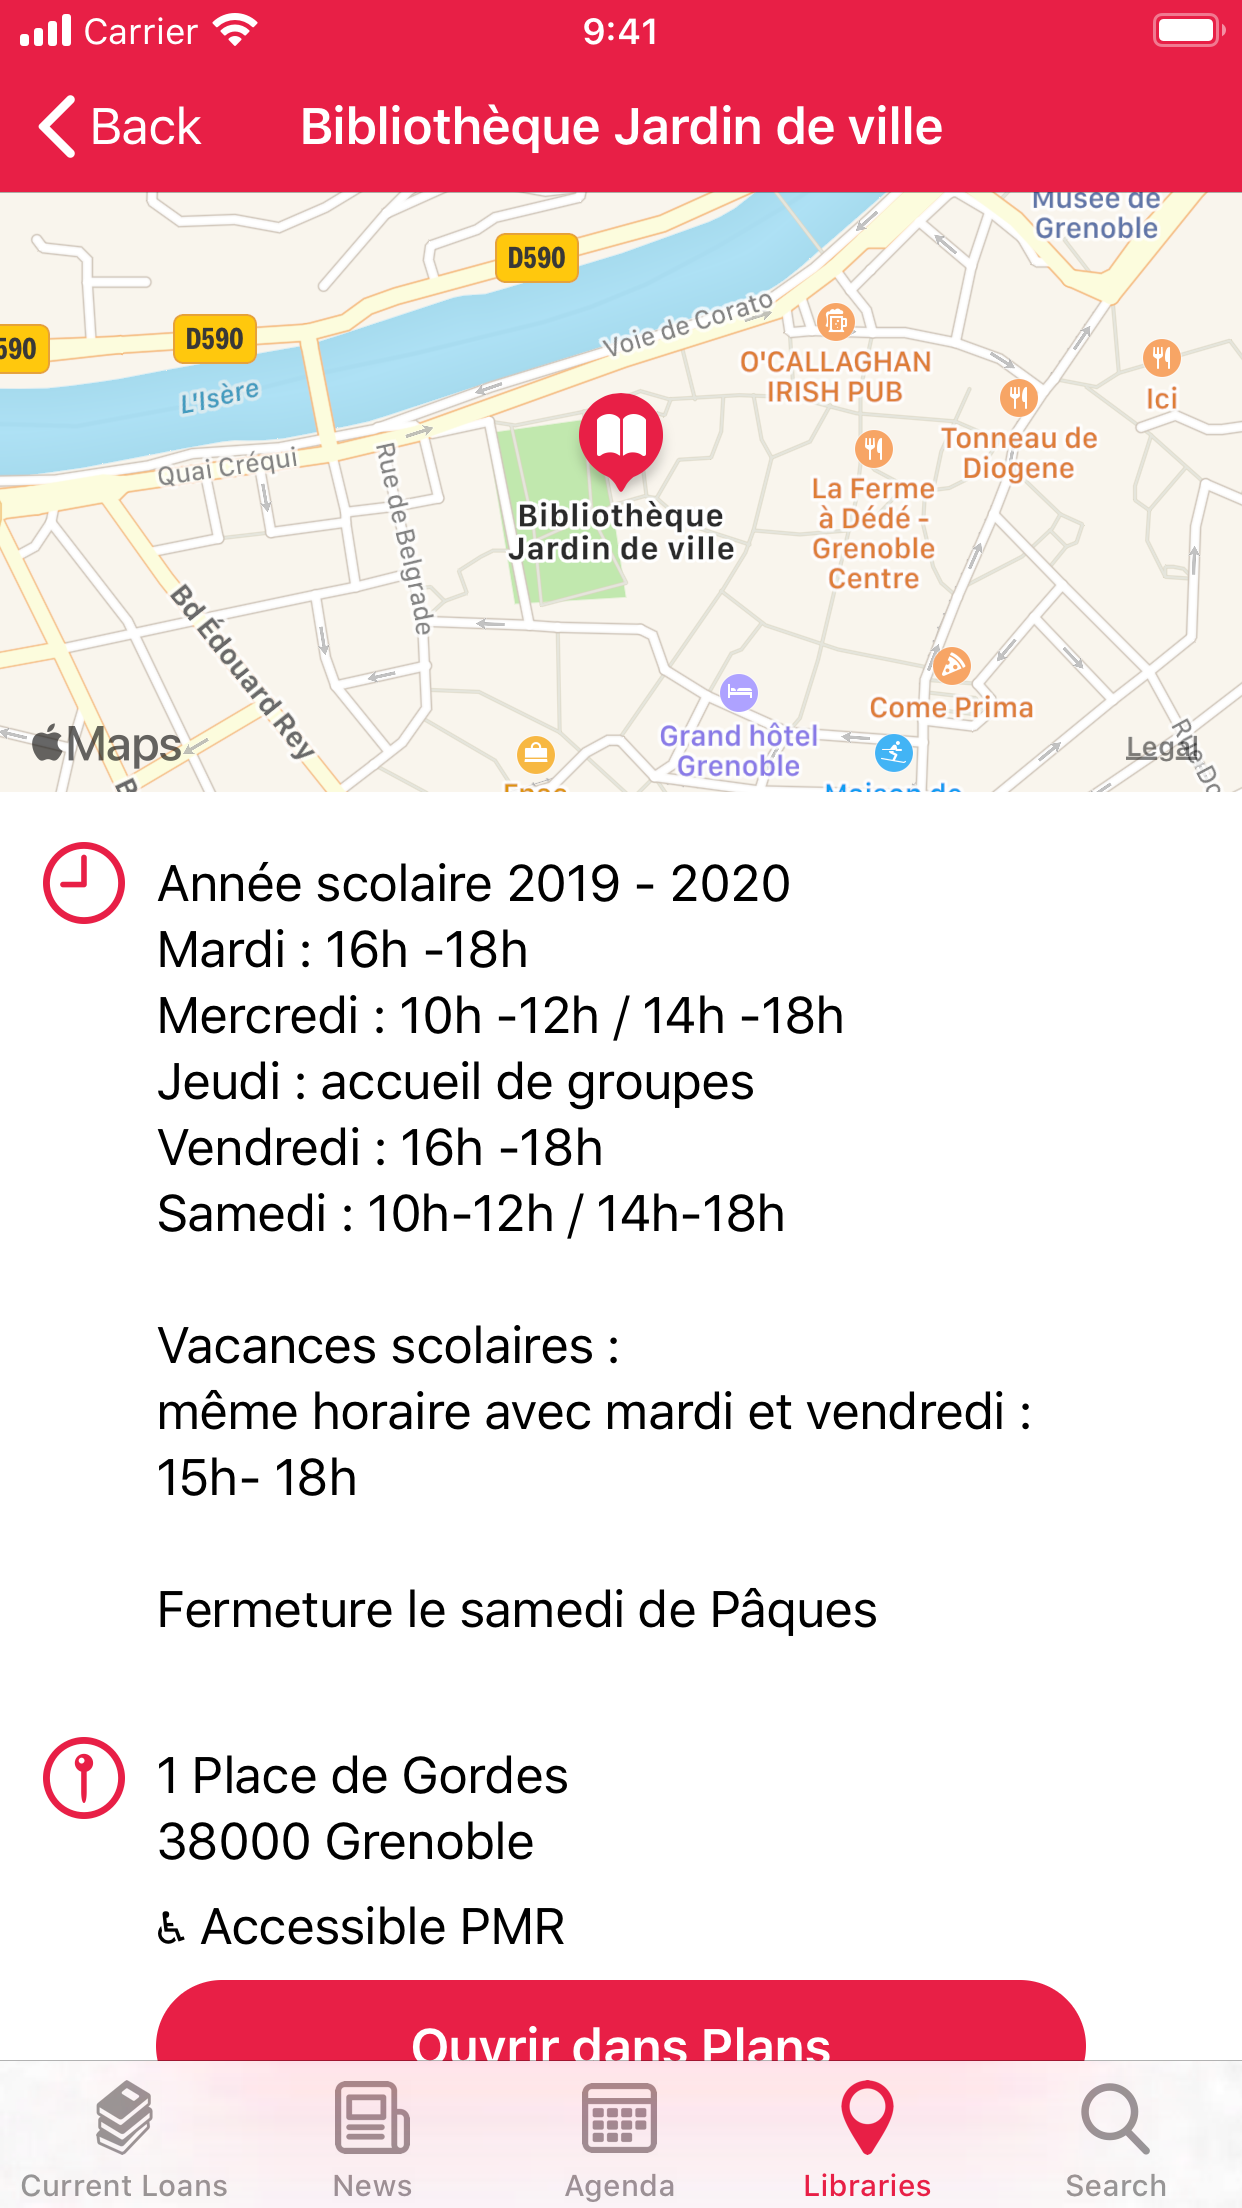 Carrier
9:41
Back
Bibliothèque Jardin de ville
Musée de
Grenoble
D590
D590
590
L'Isère
Voie de Corato
O'CALLAGHAN
IRISH PUB
Ici
Tonneau de
Diogene
Quai Créqui
Rue de Belgrade
La Ferme
à Dédé -
Grenoble
Centre
Bibliothèque
Jardin de ville
Bd Édouard Rey
Come Prima
Grand hôtel
Grenoble
Maps
Legal
Fnac
Maison de
Rue Do
Année scolaire 2019 - 2020
Mardi : 16h -18h
Mercredi : 10h -12h / 14h -18h
Jeudi : accueil de groupes
Vendredi : 16h -18h
Samedi : 10h-12h / 14h-18h
Vacances scolaires :
même horaire avec mardi et vendredi :
15h- 18h
Fermeture le samedi de Pâques
1 Place de Gordes
38000 Grenoble
♿ Accessible PMR
Ouvrir dans Plans
Current Loans
News
Agenda
Libraries
Search